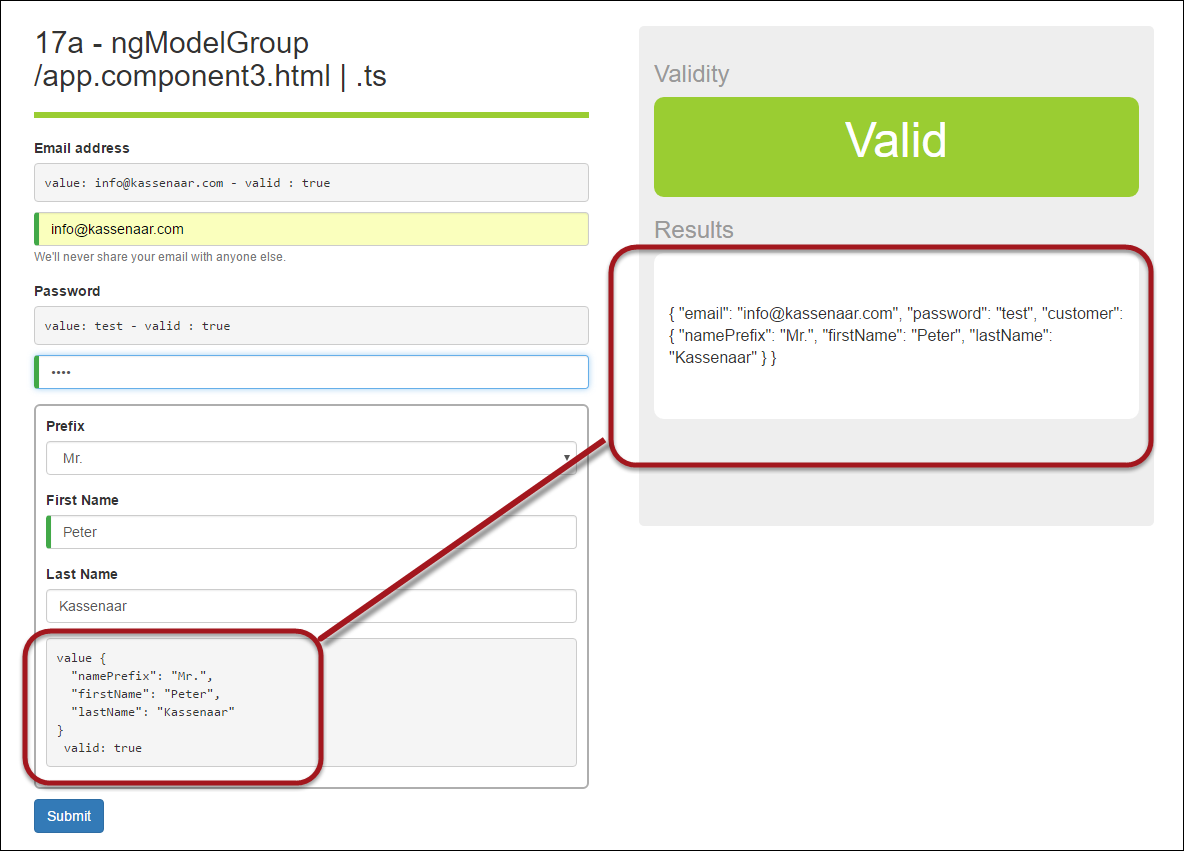 17a - ngModelGroup
/app.component3.html | .ts
Email address
value: info@kassenaar.com - valid : true
info@kassenaar.com
We'll never share your email with anyone else.
Password
value: test - valid : true
••••
Prefix
Mr.
First Name
Peter
Last Name
Kassenaar
value {
  "namePrefix": "Mr.",
  "firstName": "Peter",
  "lastName": "Kassenaar"
}
 valid: true
Submit
Validity
Valid
Results
{ "email": "info@kassenaar.com", "password": "test", "customer":
{ "namePrefix": "Mr.", "firstName": "Peter", "lastName":
"Kassenaar" } }